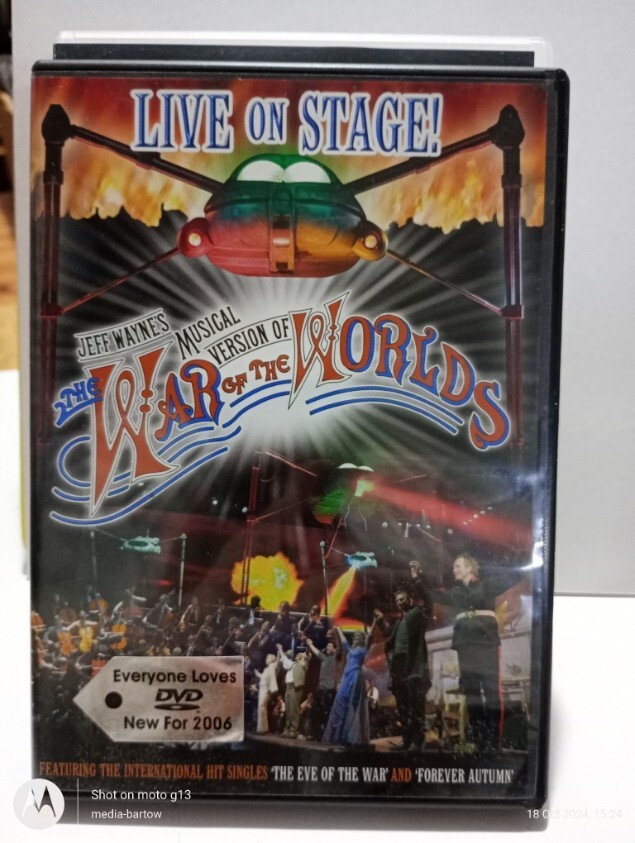 LIVE ON STAGE!
JEFF WAYNE'S
MUSICAL
VERSION OF
THE WAR OF THE WORLDS
Everyone Loves
DVD
New For 2006
FEATURING THE INTERNATIONAL HIT SINGLES 'THE EVE OF THE WAR' AND 'FOREVER AUTUMN'
Shot on moto g13
media-bartow
18 Oct 2024, 15:24